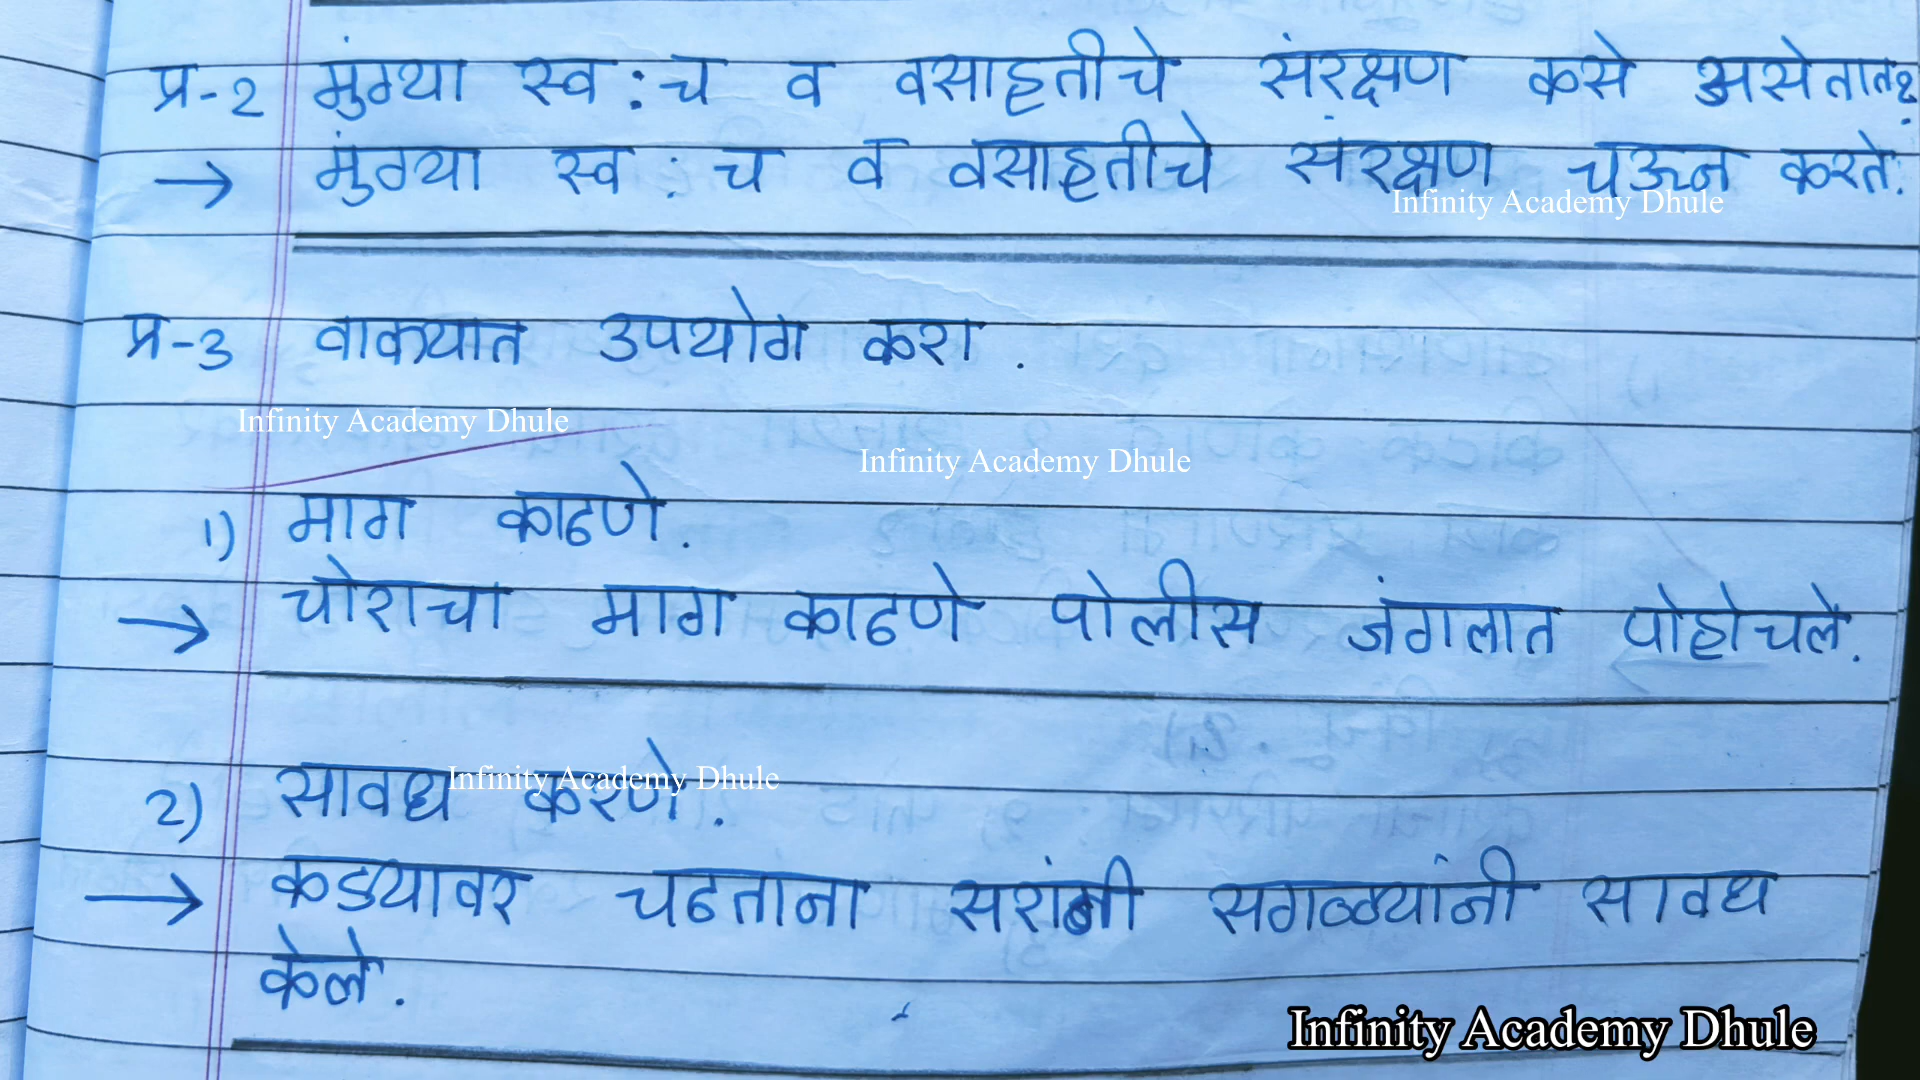 प्र-2 मुंग्या स्व:च व वसाहतीचे संरक्षण कसे असेतात?
→ मुंग्या स्व:च व वसाहतीचे संरक्षण चऊन करते.
Infinity Academy Dhule
प्र-3 वाक्यात उपयोग करा.
Infinity Academy Dhule
Infinity Academy Dhule
1) माग काढणे.
→ चोराचा माग काढणे पोलीस जंगलात पोहोचले.
2) सावध करणे.
Infinity Academy Dhule
→ कड्यावर चढताना सरांनी सगळ्यांनी सावध
केले.
Infinity Academy Dhule